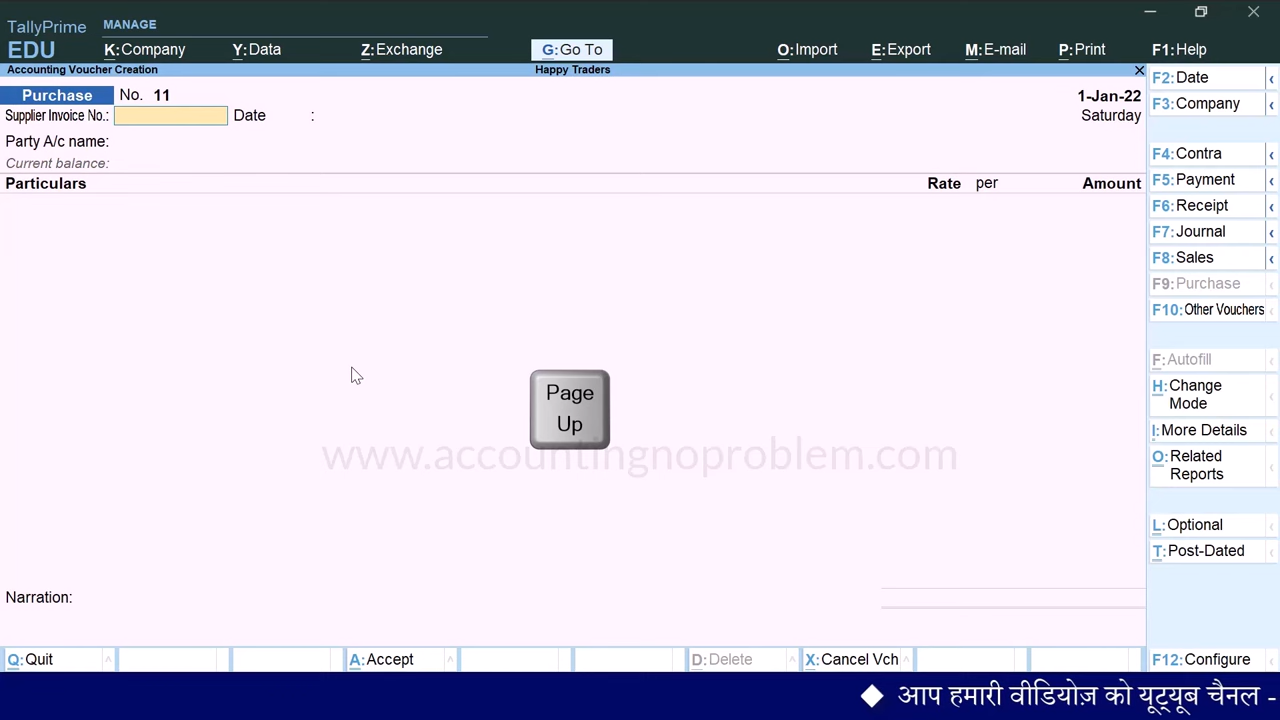 TallyPrime MANAGE
EDU K:Company Y:Data Z:Exchange G:Go To O:Import E:Export M:E-mail P:Print F1:Help
Accounting Voucher Creation Happy Traders
Purchase No. 11 1-Jan-22
Supplier Invoice No.: Date : Saturday
Party A/c name:
Current balance:
Particulars Rate per Amount
F2:Date
F3:Company
F4:Contra
F5:Payment
F6:Receipt
F7:Journal
F8:Sales
F9:Purchase
F10:Other Vouchers
F:Autofill
H:Change
Mode
I:More Details
O:Related
Reports
L:Optional
T:Post-Dated
Page
Up
www.accountingnoproblem.com
Narration:
Q:Quit A:Accept D:Delete X:Cancel Vch F12:Configure
आप हमारी वीडियोज़ को यूट्यूब चैनल -